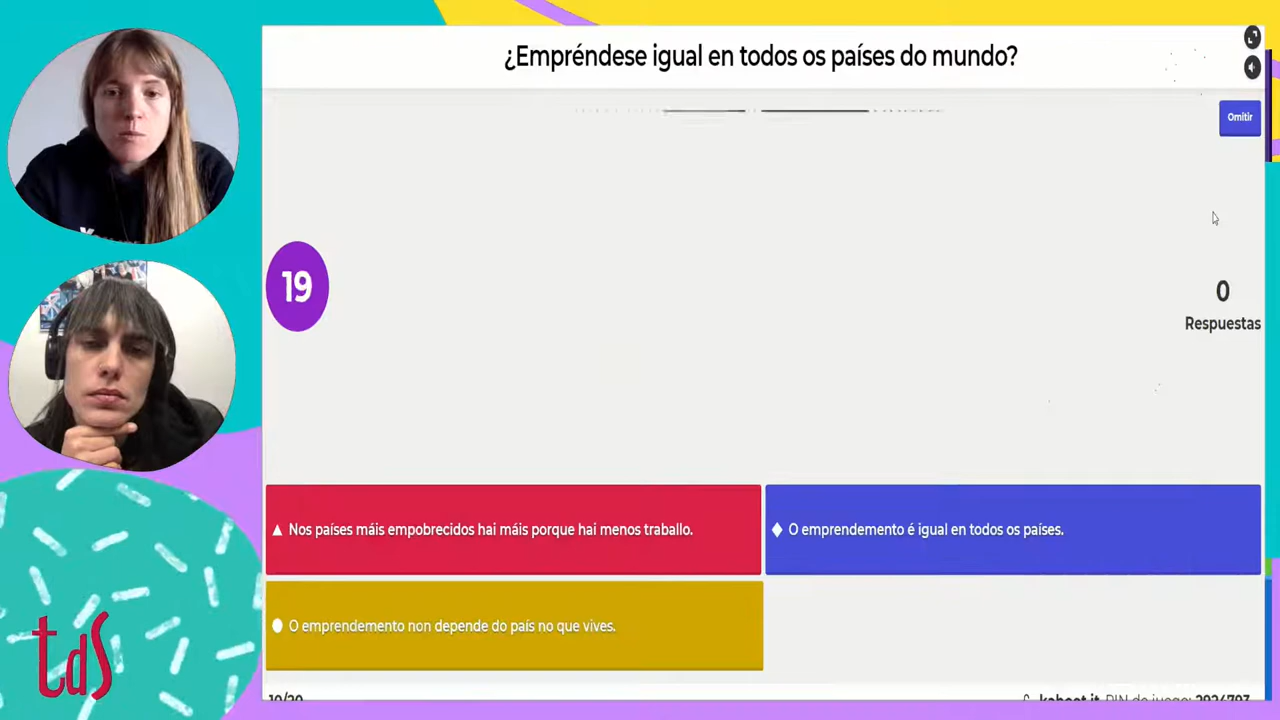 ¿Empréndese igual en todos os países do mundo?
Omitir
19
0
Respuestas
Nos países máis empobrecidos hai máis porque hai menos traballo.
O emprendemento é igual en todos os países.
O emprendemento non depende do país no que vives.
tdS